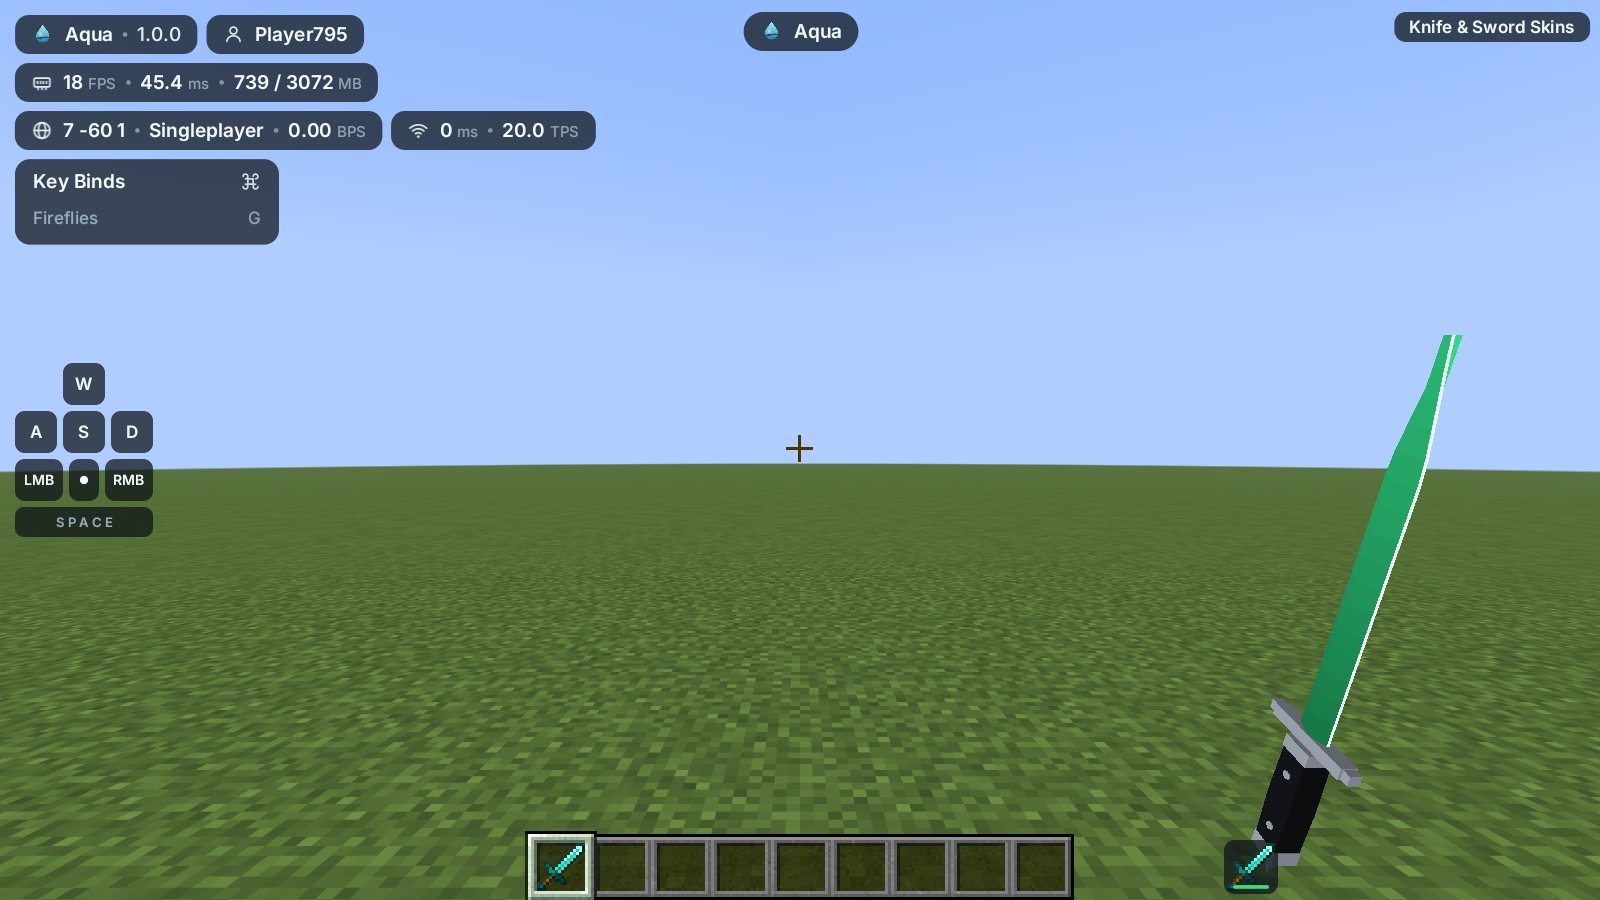 Aqua • 1.0.0
Player795
Aqua
Knife & Sword Skins
18 FPS • 45.4 ms • 739 / 3072 MB
7 -60 1 • Singleplayer • 0.00 BPS
0 ms • 20.0 TPS
Key Binds ⌘
Fireflies G
W
A S D
LMB RMB
SPACE